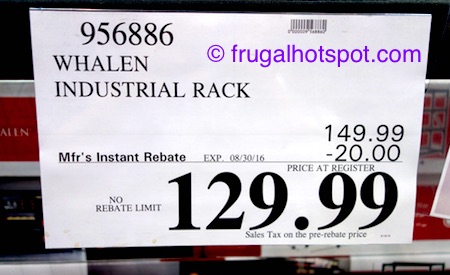 956886
© frugalhotspot.com
WHALEN
INDUSTRIAL RACK
149.99
Mfr's Instant Rebate EXP. 08/30/16 -20.00
PRICE AT REGISTER
NO
REBATE LIMIT
129.99
Sales Tax on the pre-rebate price
ALEN